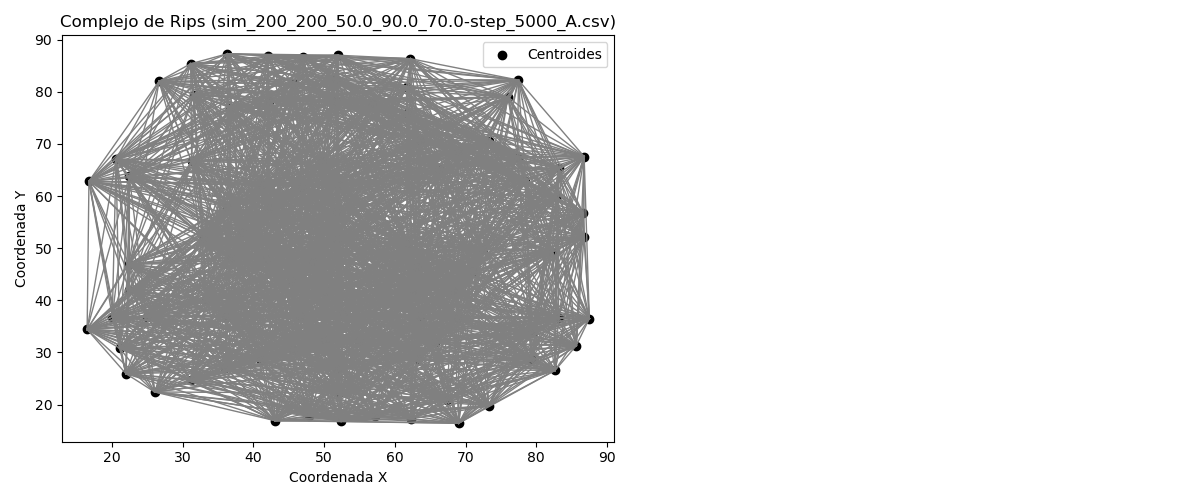 Complejo de Rips (sim_200_200_50.0_90.0_70.0-step_5000_A.csv)
Centroides
90
80
70
60
50
40
30
20
Coordenada Y
20 30 40 50 60 70 80 90
Coordenada X